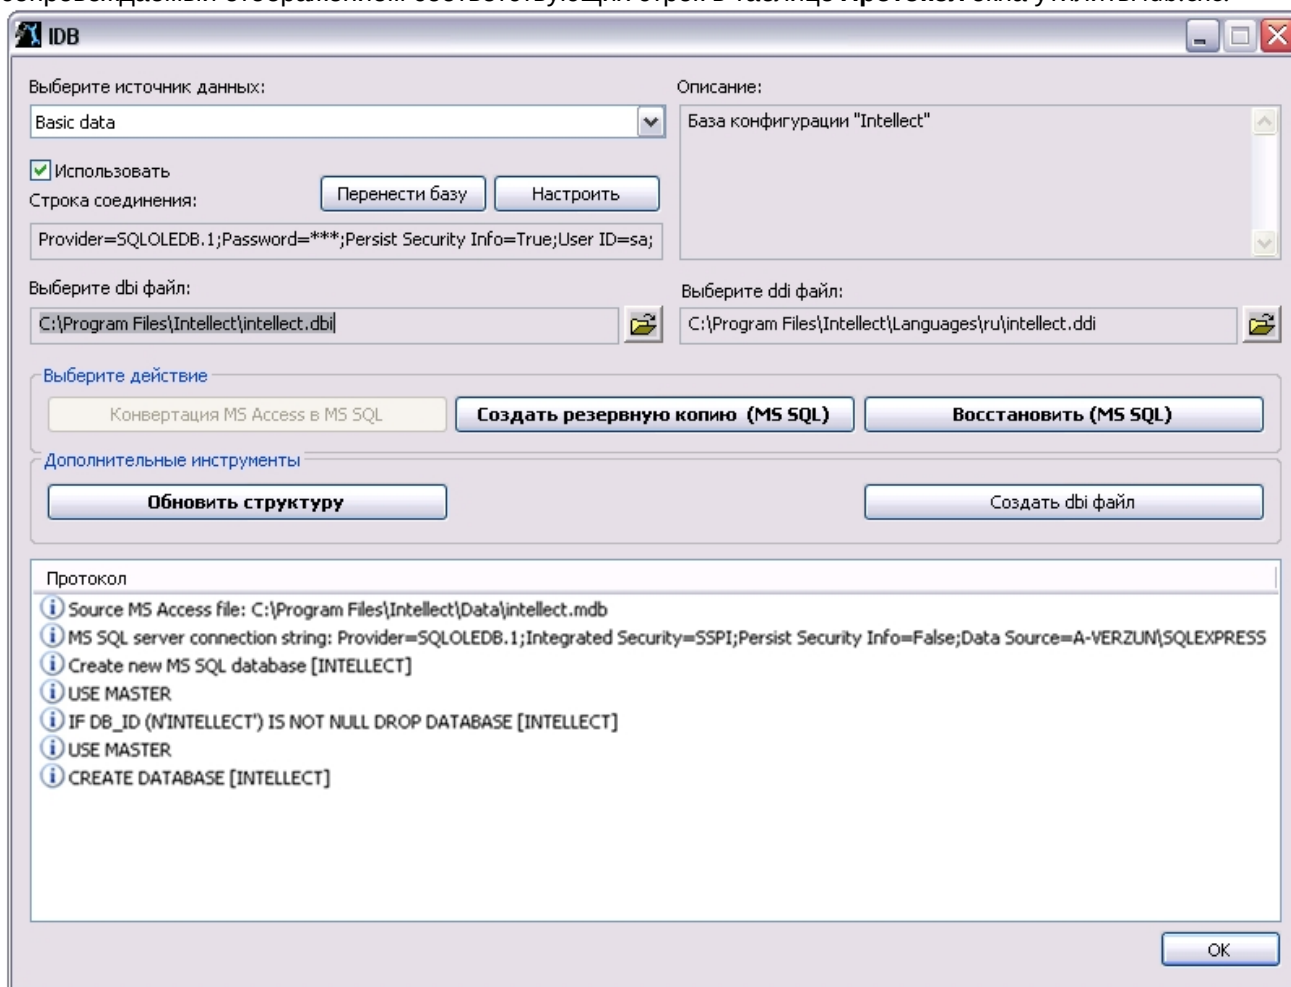 IDB
Выберите источник данных:
Описание:
Basic data
База конфигурации "Intellect"
Использовать
Строка соединения:
Перенести базу
Настроить
Provider=SQLOLEDB.1;Password=***;Persist Security Info=True;User ID=sa;
Выберите dbi файл:
Выберите ddi файл:
C:\Program Files\Intellect\intellect.dbi
C:\Program Files\Intellect\Languages\ru\intellect.ddi
Выберите действие
Конвертация MS Access в MS SQL
Создать резервную копию (MS SQL)
Восстановить (MS SQL)
Дополнительные инструменты
Обновить структуру
Создать dbi файл
Протокол
Source MS Access file: C:\Program Files\Intellect\Data\intellect.mdb
MS SQL server connection string: Provider=SQLOLEDB.1;Integrated Security=SSPI;Persist Security Info=False;Data Source=A-VERZUN\SQLEXPRESS
Create new MS SQL database [INTELLECT]
USE MASTER
IF DB_ID (N'INTELLECT') IS NOT NULL DROP DATABASE [INTELLECT]
USE MASTER
CREATE DATABASE [INTELLECT]
OK